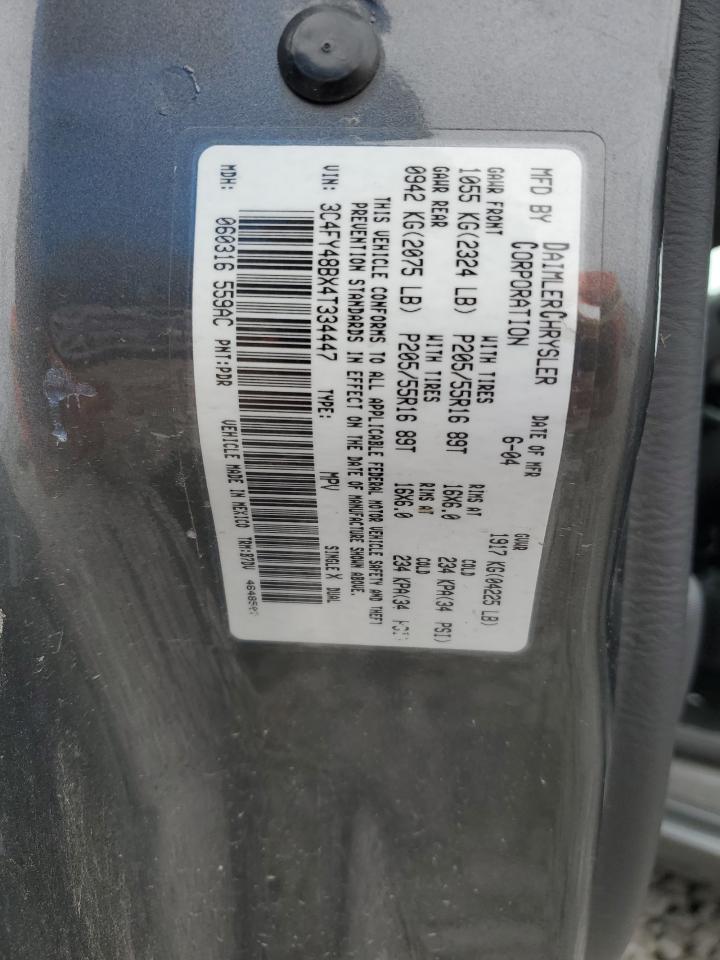 MFD BY DAIMLERCHRYSLER CORPORATION DATE OF MFR 6-04 GVWR 1917 KG(04225 LB)
GAWR FRONT WITH TIRES RIMS AT COLD
1055 KG(2324 LB) P205/55R16 89T 16X6.0 234 KPA(34 PSI)
GAWR REAR WITH TIRES RIMS AT COLD
0942 KG(2075 LB) P205/55R16 89T 16X6.0 234 KPA(34
THIS VEHICLE CONFORMS TO ALL APPLICABLE FEDERAL MOTOR VEHICLE SAFETY AND THEFT
PREVENTION STANDARDS IN EFFECT ON THE DATE OF MANUFACTURE SHOWN ABOVE.
VIN: 3C4FY48BX4T334447 TYPE: MPV SINGLE X DUAL
MDH: 060316 559AC PNT:PDR VEHICLE MADE IN MEXICO